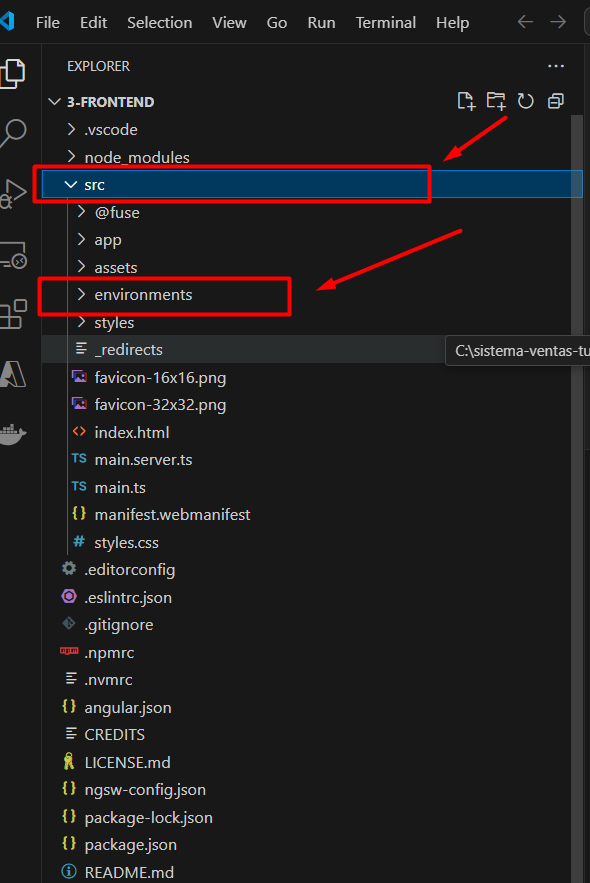 File Edit Selection View Go Run Terminal Help
EXPLORER
3-FRONTEND
.vscode
node_modules
src
@fuse
app
assets
environments
styles
_redirects
C:\sistema-ventas-tu
favicon-16x16.png
favicon-32x32.png
index.html
TS main.server.ts
TS main.ts
{} manifest.webmanifest
# styles.css
.editorconfig
.eslintrc.json
.gitignore
npm .npmrc
.nvmrc
{} angular.json
CREDITS
LICENSE.md
{} ngsw-config.json
{} package-lock.json
{} package.json
README.md